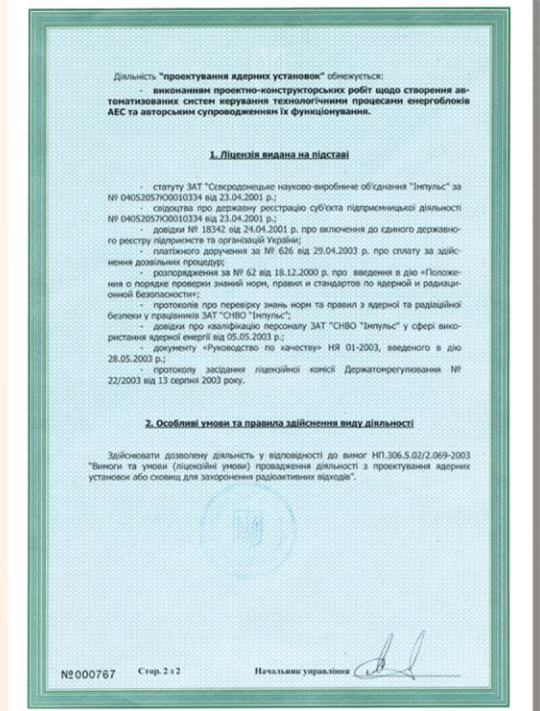 Діяльність "проектування ядерних установок" обмежується:
- виконанням проектно-конструкторських робіт щодо створення ав-
томатизованих систем керування технологічними процесами енергоблоків
АЕС та авторським супроводженням їх функціонування.
1. Ліцензія видана на підставі
- статуту ЗАТ "Сєвєродонецьке науково-виробниче об'єднання "Імпульс" за
№ 04052057Ю0010334 від 23.04.2001 р.;
- свідоцтва про державну реєстрацію суб'єкта підприємницької діяльності
№ 04052057Ю0010334 від 23.04.2001 р.;
- довідки № 18342 від 24.04.2001 р. про включення до єдиного державно-
го реєстру підприємств та організацій України;
- платіжного доручення за № 626 від 29.04.2003 р. про сплату за здійс-
нення дозвільних процедур;
- розпорядження за № 62 від 18.12.2000 р. про введення в дію «Положе-
ния о порядке проверки знаний норм, правил и стандартов по ядерной и радиаци-
онной безопасности»;
- протоколів про перевірку знань норм та правил з ядерної та радіаційної
безпеки у працівників ЗАТ "СНВО "Імпульс";
- довідки про кваліфікацію персоналу ЗАТ "СНВО "Імпульс" у сфері вико-
ристання ядерної енергії від 05.05.2003 р.;
- документу «Руководство по качеству» НЯ 01-2003, введеного в дію
28.05.2003 р.;
- протоколу засідання ліцензійної комісії Держатомрегулювання №
22/2003 від 13 серпня 2003 року.
2. Особливі умови та правила здійснення виду діяльності
Здійснювати дозволену діяльність у відповідності до вимог НП.306.5.02/2.069-2003
"Вимоги та умови (ліцензійні умови) провадження діяльності з проектування ядерних
установок або сховищ для захоронення радіоактивних відходів".
№000767 Стор. 2 з 2 Начальник управління